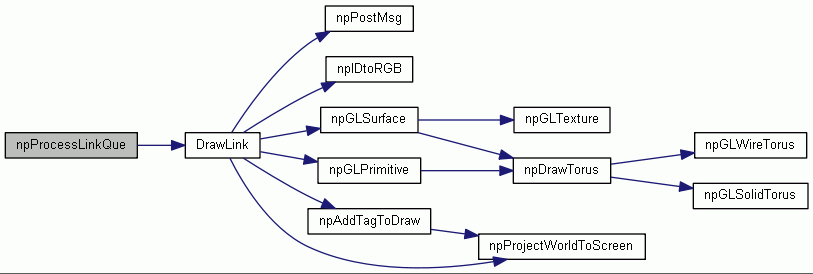 npPostMsg
npIDtoRGB
npGLSurface
npGLTexture
npProcessLinkQue
DrawLink
npGLWireTorus
npGLPrimitive
npDrawTorus
npGLSolidTorus
npAddTagToDraw
npProjectWorldToScreen